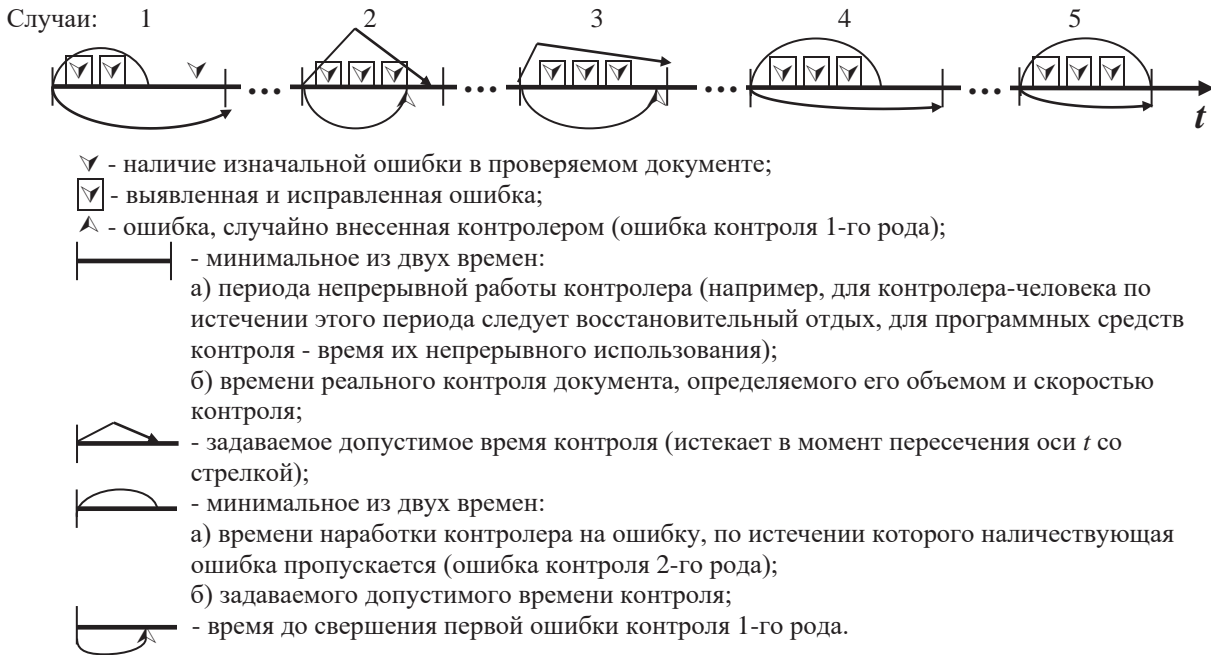 Случаи: 1 2 3 4 5
... ... ... ...
t
- наличие изначальной ошибки в проверяемом документе;
- выявленная и исправленная ошибка;
- ошибка, случайно внесенная контролером (ошибка контроля 1-го рода);
- минимальное из двух времен:
а) периода непрерывной работы контролера (например, для контролера-человека по
истечении этого периода следует восстановительный отдых, для программных средств
контроля - время их непрерывного использования);
б) времени реального контроля документа, определяемого его объемом и скоростью
контроля;
- задаваемое допустимое время контроля (истекает в момент пересечения оси t со
стрелкой);
- минимальное из двух времен:
а) времени наработки контролера на ошибку, по истечении которого наличествующая
ошибка пропускается (ошибка контроля 2-го рода);
б) задаваемого допустимого времени контроля;
- время до свершения первой ошибки контроля 1-го рода.